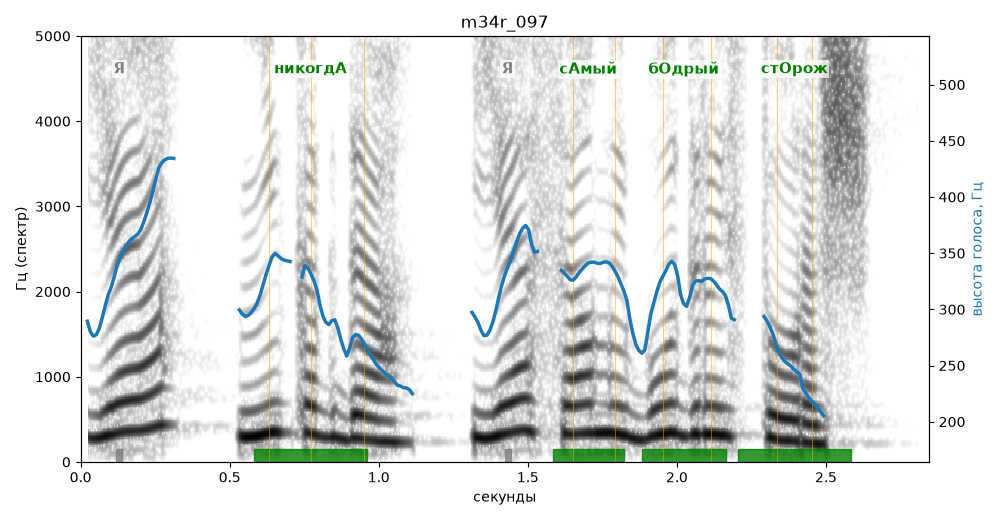 m34r_097
5000
4000
3000
2000
1000
0
Гц (спектр)
Я никогдА Я сАмый бОдрый стОрож
500
450
400
350
300
250
200
высота голоса, Гц
0.0 0.5 1.0 1.5 2.0 2.5
секунды